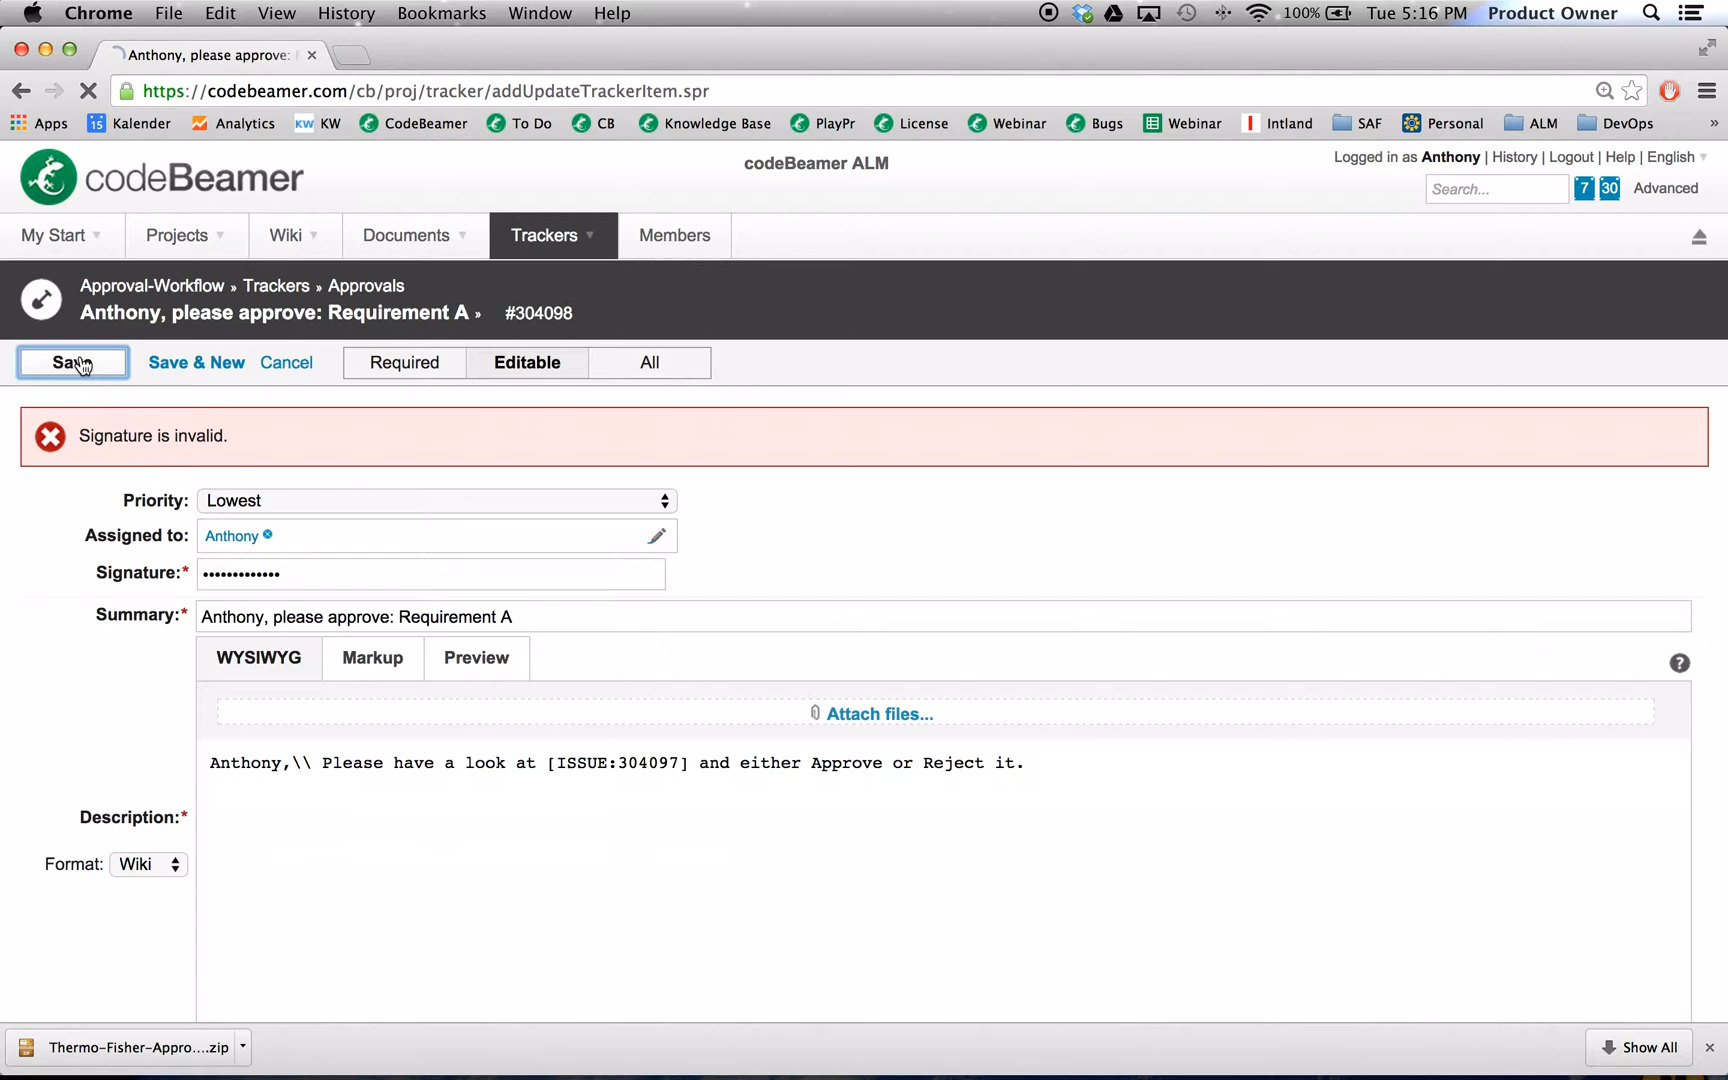 Chrome File Edit View History Bookmarks Window Help 100% Tue 5:16 PM Product Owner
Anthony, please approve:
https://codebeamer.com/cb/proj/tracker/addUpdateTrackerItem.spr
Apps 15 Kalender Analytics KW KW CodeBeamer To Do CB Knowledge Base PlayPr License Webinar Bugs Webinar Intland SAF Personal ALM DevOps »
codeBeamer
codeBeamer ALM
Logged in as Anthony | History | Logout | Help | English
Search... 7 30 Advanced
My Start Projects Wiki Documents Trackers Members
Approval-Workflow » Trackers » Approvals
Anthony, please approve: Requirement A » #304098
Save & New Cancel Required Editable All
Signature is invalid.
Priority: Lowest
Assigned to: Anthony
Signature:* •••••••••••••
Summary:* Anthony, please approve: Requirement A
WYSIWYG Markup Preview ?
Attach files...
Anthony,\\ Please have a look at [ISSUE:304097] and either Approve or Reject it.
Description:*
Format: Wiki
Thermo-Fisher-Appro....zip Show All